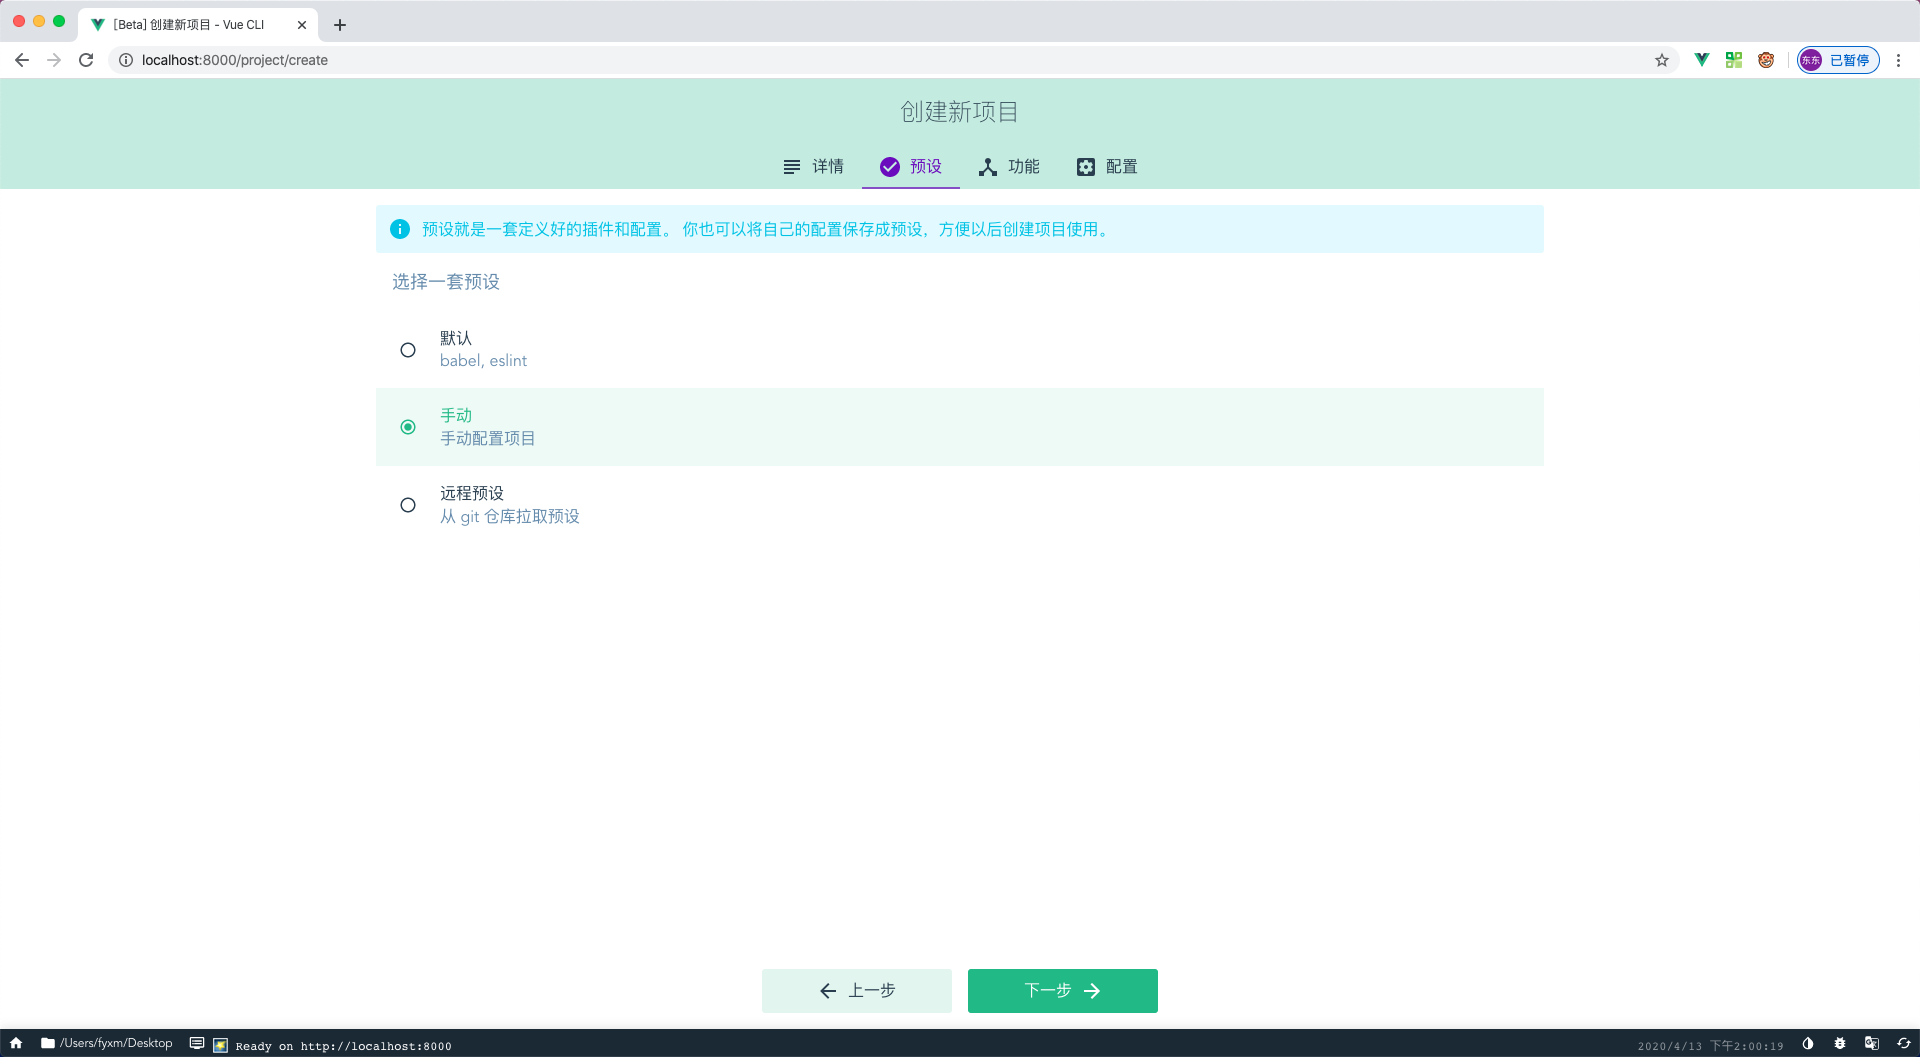 [Beta] 创建新项目 - Vue CLI
localhost:8000/project/create
东东 已暂停
创建新项目
详情 预设 功能 配置
预设就是一套定义好的插件和配置。 你也可以将自己的配置保存成预设，方便以后创建项目使用。
选择一套预设
默认
babel, eslint
手动
手动配置项目
远程预设
从 git 仓库拉取预设
上一步 下一步
/Users/fyxm/Desktop Ready on http://localhost:8000 2020/4/13 下午2:00:19